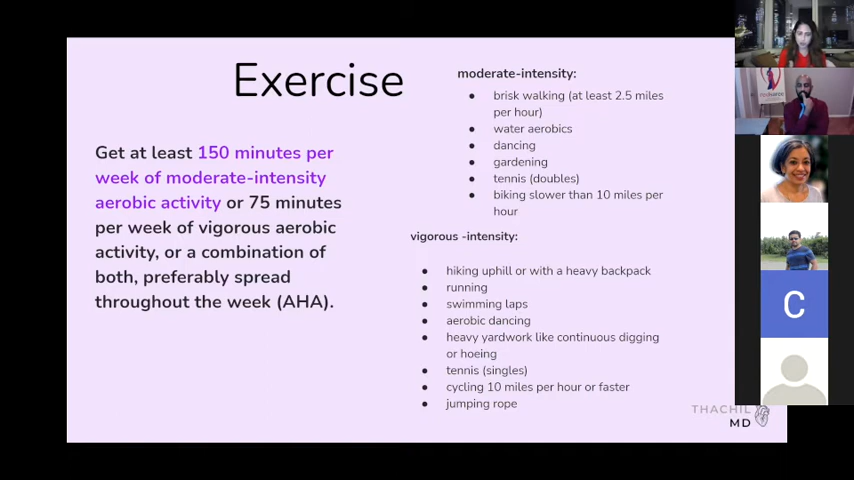 Exercise
Get at least 150 minutes per
week of moderate-intensity
aerobic activity or 75 minutes
per week of vigorous aerobic
activity, or a combination of
both, preferably spread
throughout the week (AHA).
moderate-intensity:
● brisk walking (at least 2.5 miles
per hour)
● water aerobics
● dancing
● gardening
● tennis (doubles)
● biking slower than 10 miles per
hour
vigorous -intensity:
● hiking uphill or with a heavy backpack
● running
● swimming laps
● aerobic dancing
● heavy yardwork like continuous digging
or hoeing
● tennis (singles)
● cycling 10 miles per hour or faster
● jumping rope
THACHIL
MD
C